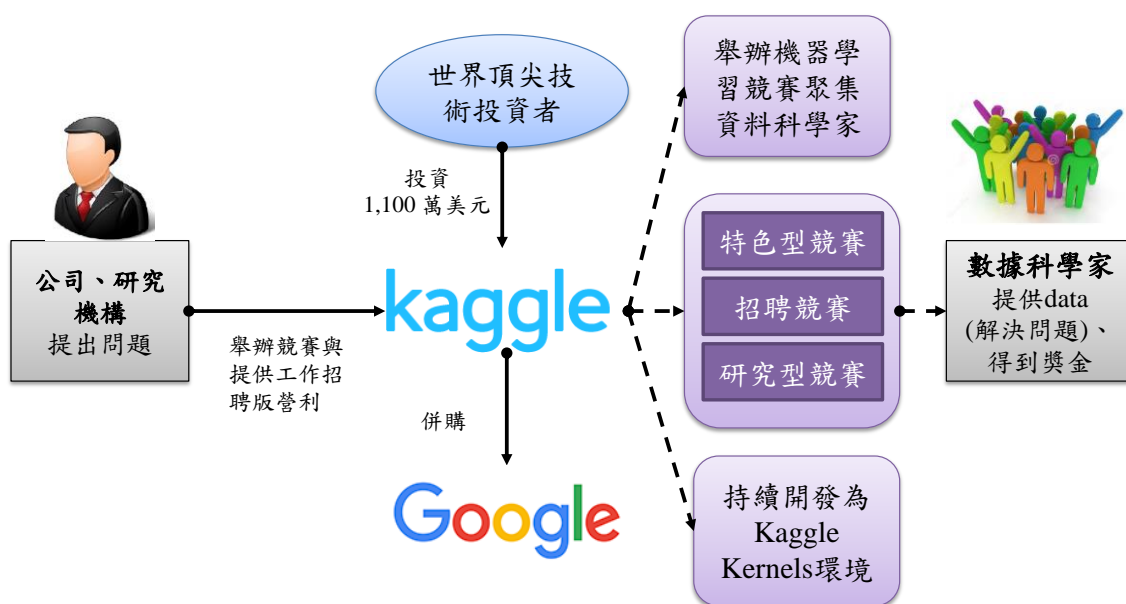 世界頂尖技
術投資者
投資
1,100 萬美元
公司、研究
機構
提出問題
舉辦競賽與
提供工作招
聘版營利
kaggle
併購
Google
舉辦機器學
習競賽聚集
資料科學家
特色型競賽
招聘競賽
研究型競賽
持續開發為
Kaggle
Kernels環境
數據科學家
提供data
(解決問題)、
得到獎金